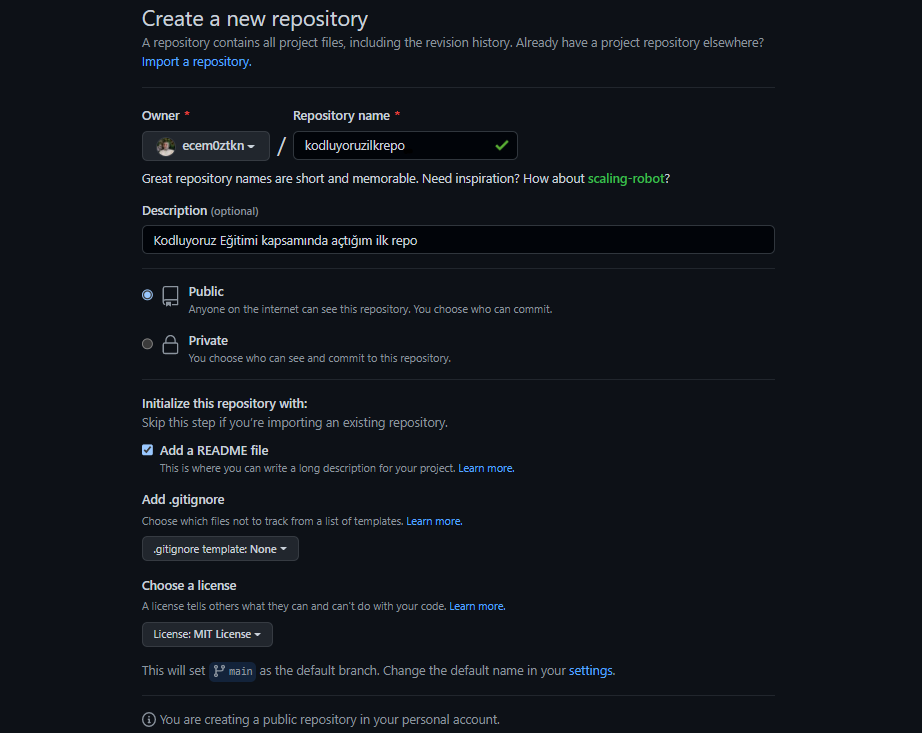 Create a new repository
A repository contains all project files, including the revision history. Already have a project repository elsewhere?
Import a repository.
Owner * Repository name *
ecem0ztkn / kodluyoruzilkrepo
Great repository names are short and memorable. Need inspiration? How about scaling-robot?
Description (optional)
Kodluyoruz Eğitimi kapsamında açtığım ilk repo
Public
Anyone on the internet can see this repository. You choose who can commit.
Private
You choose who can see and commit to this repository.
Initialize this repository with:
Skip this step if you're importing an existing repository.
Add a README file
This is where you can write a long description for your project. Learn more.
Add .gitignore
Choose which files not to track from a list of templates. Learn more.
.gitignore template: None
Choose a license
A license tells others what they can and can't do with your code. Learn more.
License: MIT License
This will set main as the default branch. Change the default name in your settings.
You are creating a public repository in your personal account.